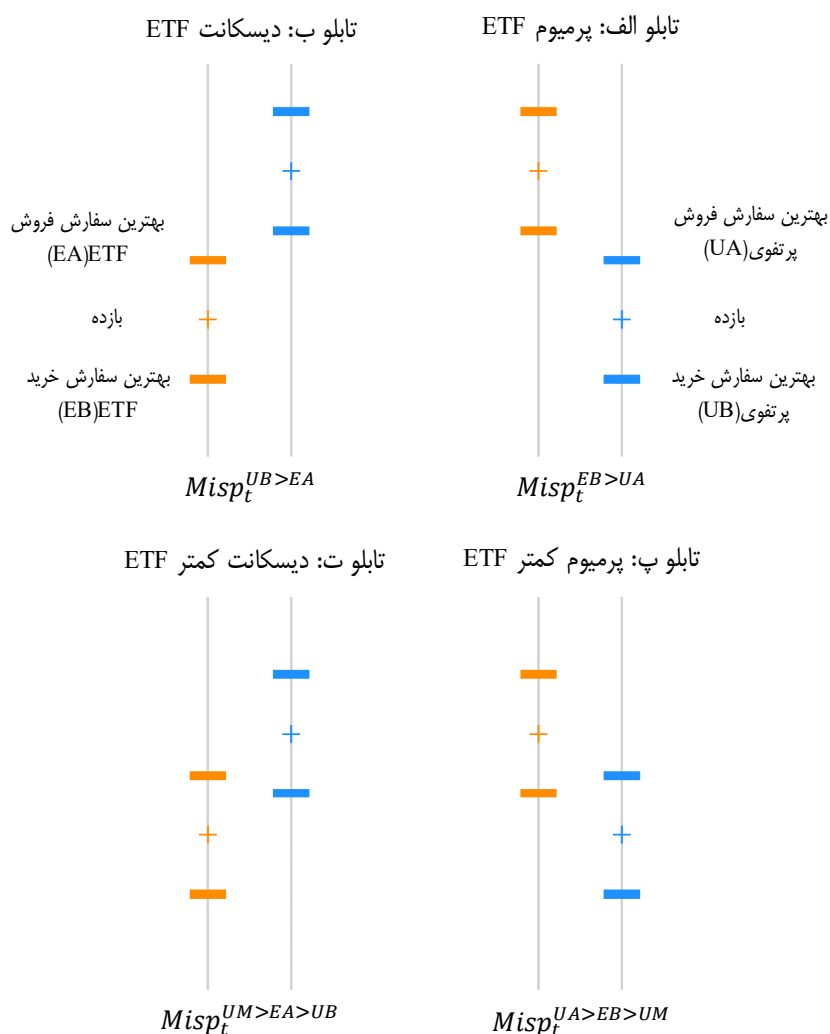 تابلو الف: پرمیوم ETF
تابلو ب: دیسکانت ETF
بهترین سفارش فروش
پرتفوی(UA)
بازده
بهترین سفارش خرید
پرتفوی(UB)
بهترین سفارش فروش
ETF(EA)
بازده
بهترین سفارش خرید
ETF(EB)
Misp_t^{EB>UA}
Misp_t^{UB>EA}
تابلو پ: پرمیوم کمتر ETF
تابلو ت: دیسکانت کمتر ETF
Misp_t^{UA>EB>UM}
Misp_t^{UM>EA>UB}